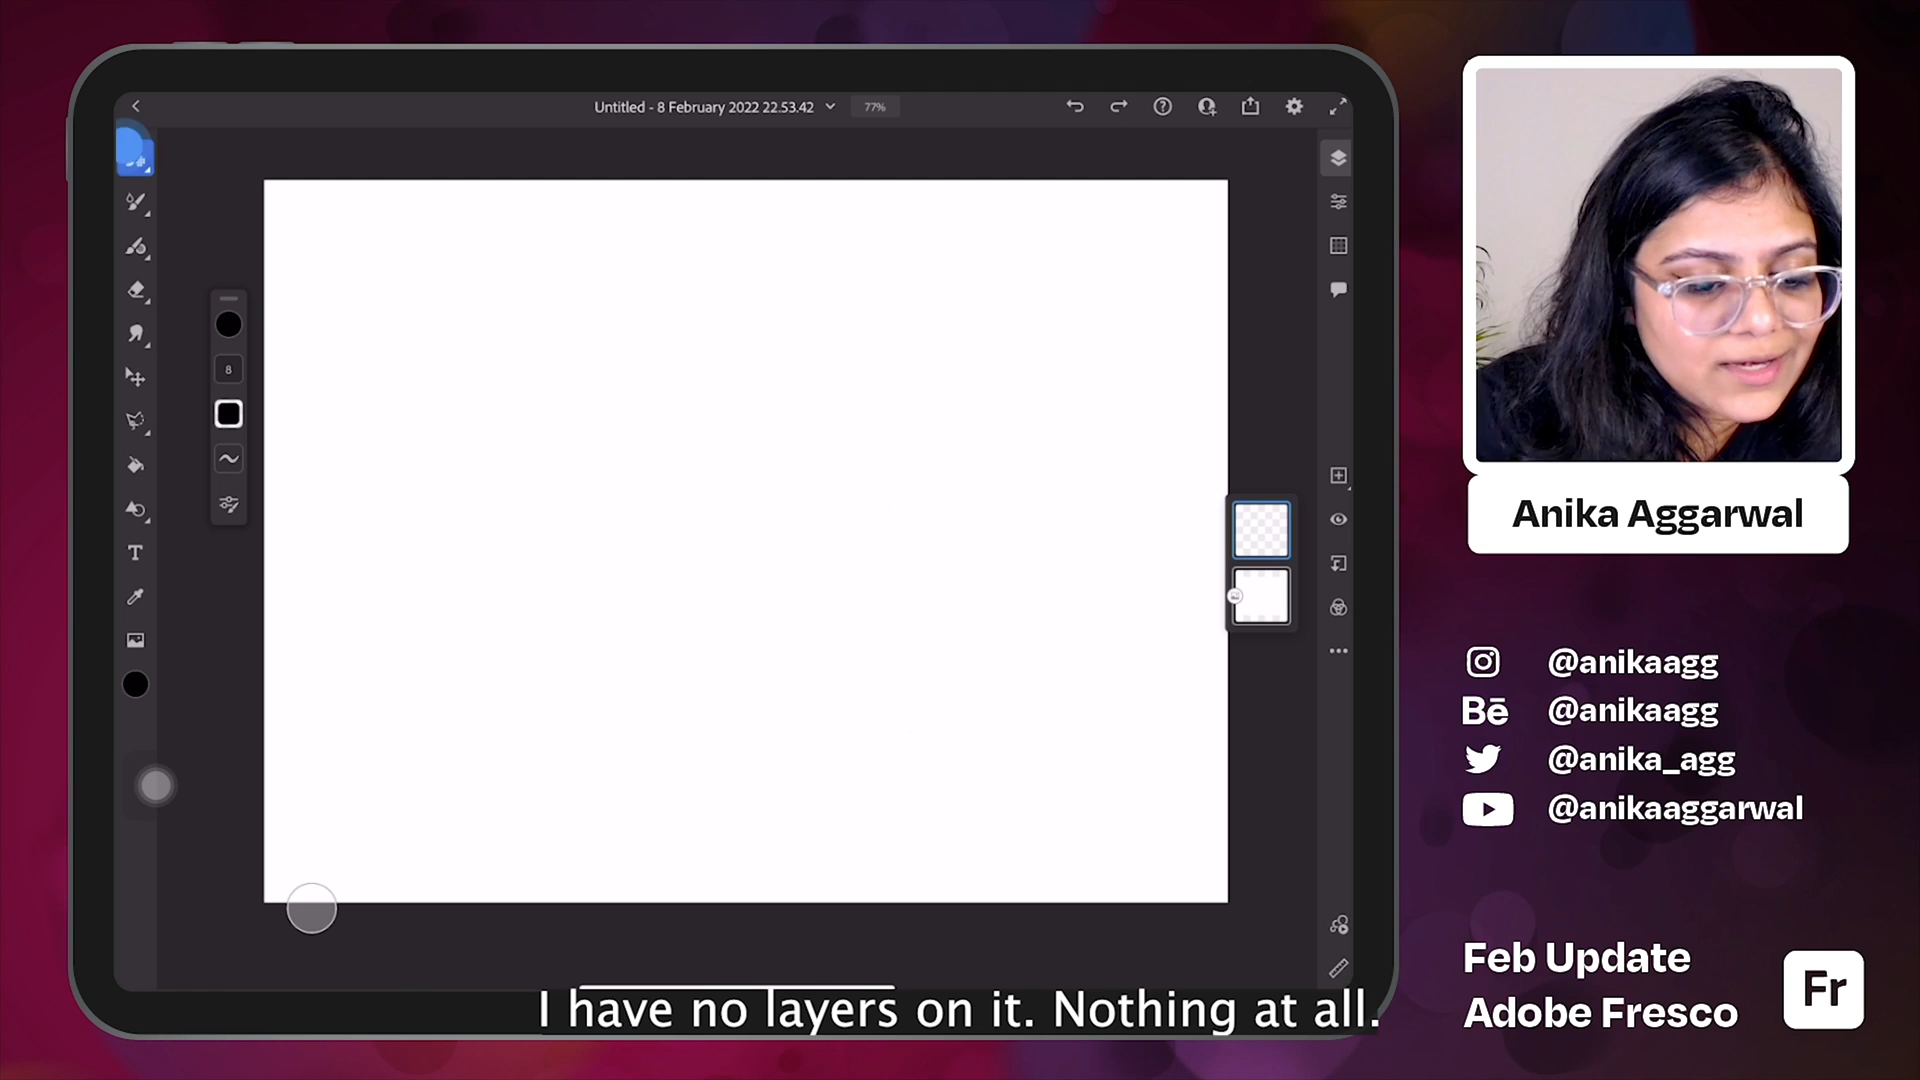 Untitled - 8 February 2022 22.53.42
77%
8
T
Anika Aggarwal
@anikaagg
Bē @anikaagg
@anika_agg
@anikaaggarwal
Feb Update
Adobe Fresco
Fr
I have no layers on it. Nothing at all.